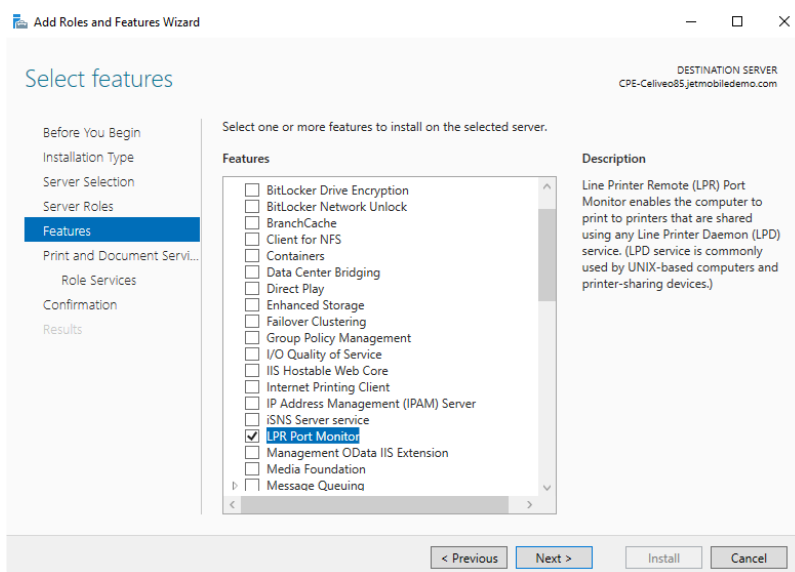 Add Roles and Features Wizard
Select features
DESTINATION SERVER
CPE-Celiveo85.jetmobiledemo.com
Before You Begin
Installation Type
Server Selection
Server Roles
Features
Print and Document Servi...
Role Services
Confirmation
Results
Select one or more features to install on the selected server.
Features
BitLocker Drive Encryption
BitLocker Network Unlock
BranchCache
Client for NFS
Containers
Data Center Bridging
Direct Play
Enhanced Storage
Failover Clustering
Group Policy Management
I/O Quality of Service
IIS Hostable Web Core
Internet Printing Client
IP Address Management (IPAM) Server
iSNS Server service
LPR Port Monitor
Management OData IIS Extension
Media Foundation
Message Queuing
Description
Line Printer Remote (LPR) Port
Monitor enables the computer to
print to printers that are shared
using any Line Printer Daemon (LPD)
service. (LPD service is commonly
used by UNIX-based computers and
printer-sharing devices.)
< Previous
Next >
Install
Cancel